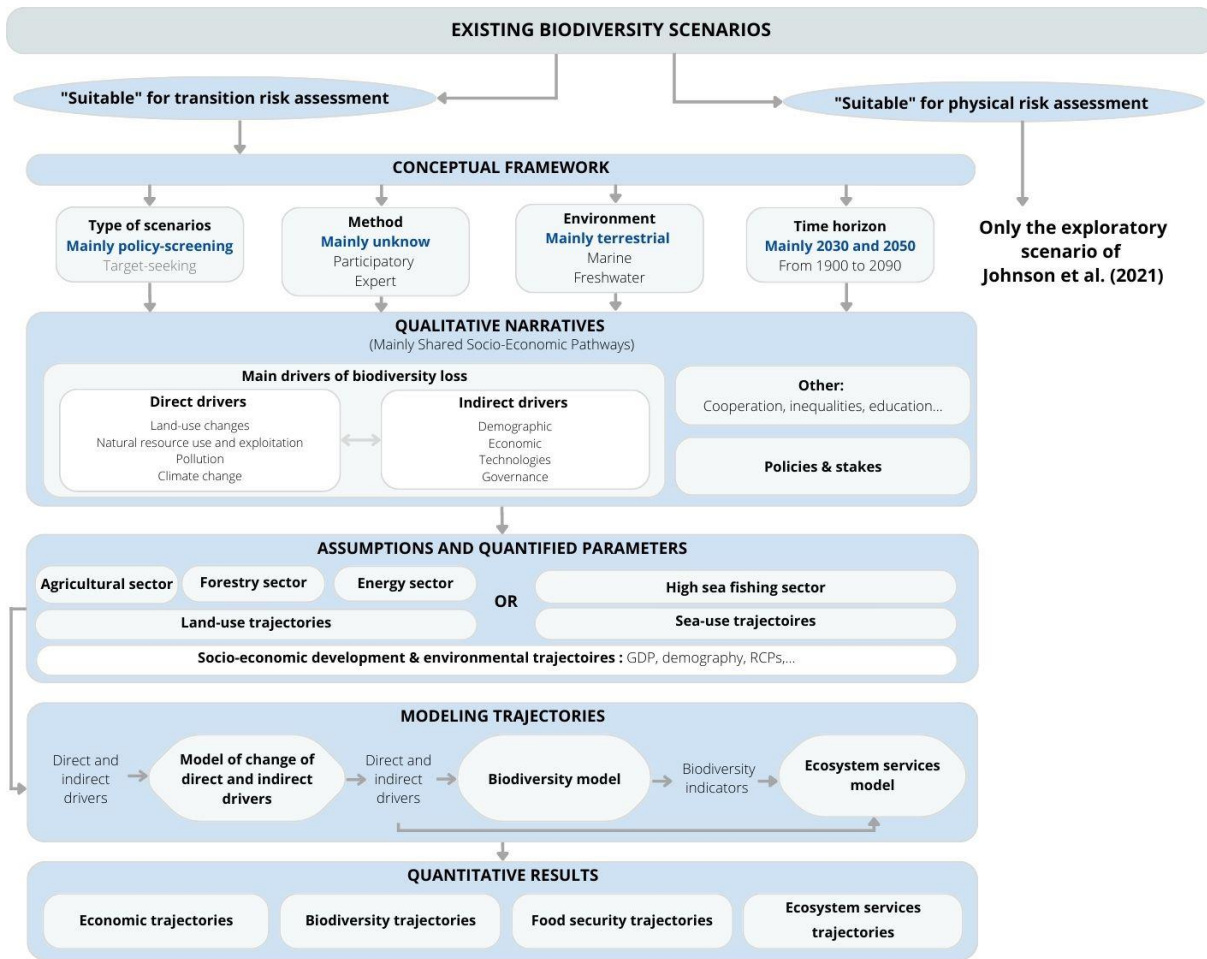 EXISTING BIODIVERSITY SCENARIOS
"Suitable" for transition risk assessment
"Suitable" for physical risk assessment
CONCEPTUAL FRAMEWORK
Type of scenarios
Mainly policy-screening
Target-seeking
Method
Mainly unknow
Participatory
Expert
Environment
Mainly terrestrial
Marine
Freshwater
Time horizon
Mainly 2030 and 2050
From 1900 to 2090
Only the exploratory
scenario of
Johnson et al. (2021)
QUALITATIVE NARRATIVES
(Mainly Shared Socio-Economic Pathways)
Main drivers of biodiversity loss
Direct drivers
Land-use changes
Natural resource use and exploitation
Pollution
Climate change
Indirect drivers
Demographic
Economic
Technologies
Governance
Other:
Cooperation, inequalities, education...
Policies & stakes
ASSUMPTIONS AND QUANTIFIED PARAMETERS
Agricultural sector
Forestry sector
Energy sector
Land-use trajectories
OR
High sea fishing sector
Sea-use trajectoires
Socio-economic development & environmental trajectoires : GDP, demography, RCPs,...
MODELING TRAJECTORIES
Direct and
indirect
drivers
Model of change of
direct and indirect
drivers
Direct and
indirect
drivers
Biodiversity model
Biodiversity
indicators
Ecosystem services
model
QUANTITATIVE RESULTS
Economic trajectories
Biodiversity trajectories
Food security trajectories
Ecosystem services
trajectories